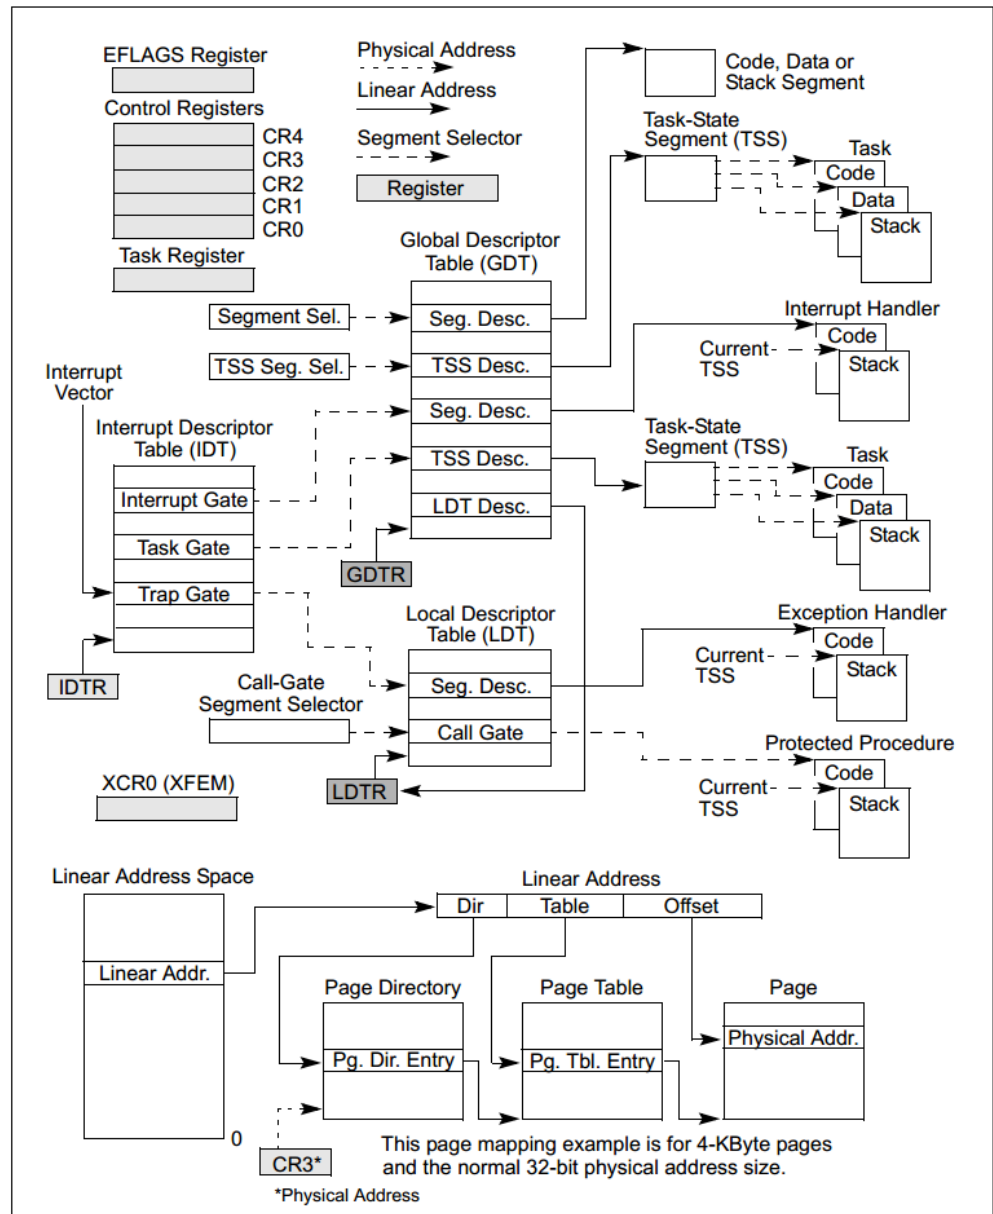 EFLAGS Register
Control Registers
CR4
CR3
CR2
CR1
CR0
Task Register
Physical Address
Linear Address
Segment Selector
Register
Code, Data or
Stack Segment
Task-State
Segment (TSS)
Task
Code
Data
Stack
Global Descriptor
Table (GDT)
Segment Sel.
Seg. Desc.
TSS Seg. Sel.
TSS Desc.
Seg. Desc.
TSS Desc.
LDT Desc.
GDTR
Interrupt Handler
Code
Current
TSS
Stack
Interrupt
Vector
Interrupt Descriptor
Table (IDT)
Interrupt Gate
Task Gate
Trap Gate
IDTR
Task-State
Segment (TSS)
Task
Code
Data
Stack
Local Descriptor
Table (LDT)
Seg. Desc.
Call Gate
LDTR
Call-Gate
Segment Selector
Exception Handler
Code
Current
TSS
Stack
Protected Procedure
Code
Current
TSS
Stack
XCR0 (XFEM)
Linear Address Space
Linear Addr.
0
Linear Address
Dir
Table
Offset
Page Directory
Pg. Dir. Entry
Page Table
Pg. Tbl. Entry
Page
Physical Addr.
CR3*
*Physical Address
This page mapping example is for 4-KByte pages
and the normal 32-bit physical address size.